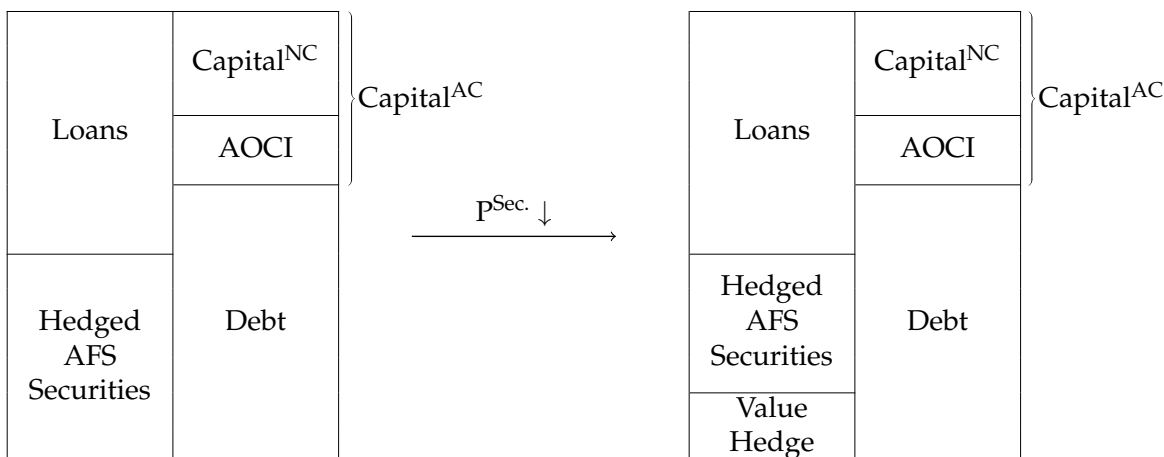 Loans
Capital^NC
AOCI
Capital^AC
Hedged
AFS
Securities
Debt
P^Sec. ↓
Loans
Capital^NC
AOCI
Capital^AC
Hedged
AFS
Securities
Debt
Value
Hedge